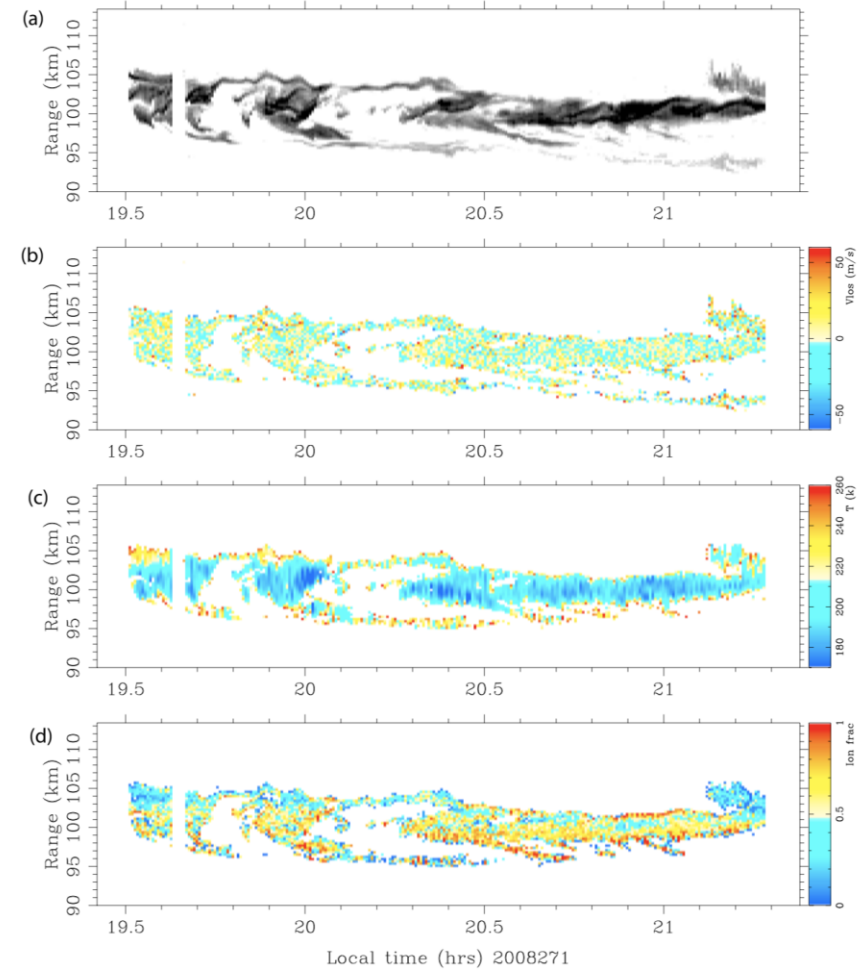 (a)
Range (km)
90 95 100 105 110
19.5 20 20.5 21
(b)
Range (km)
90 95 100 105 110
19.5 20 20.5 21
-50 0 50
Vlos (m/s)
(c)
Range (km)
90 95 100 105 110
19.5 20 20.5 21
180 200 220 240 260
T (k)
(d)
Range (km)
90 95 100 105 110
19.5 20 20.5 21
0 0.5 1
Ion frac
Local time (hrs) 2008271